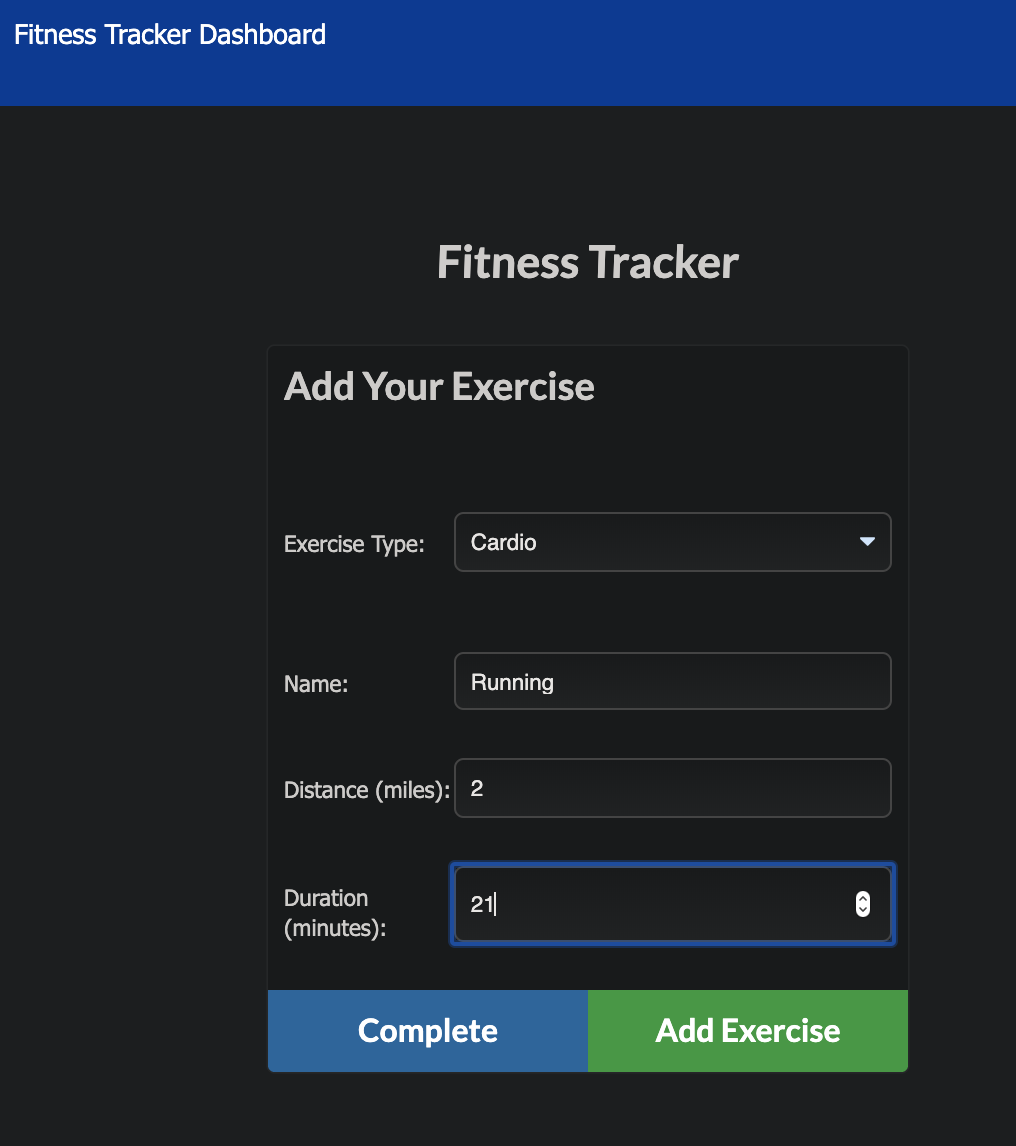 Fitness Tracker Dashboard
Fitness Tracker
Add Your Exercise
Exercise Type: Cardio
Name: Running
Distance (miles): 2
Duration
(minutes): 21
Complete Add Exercise